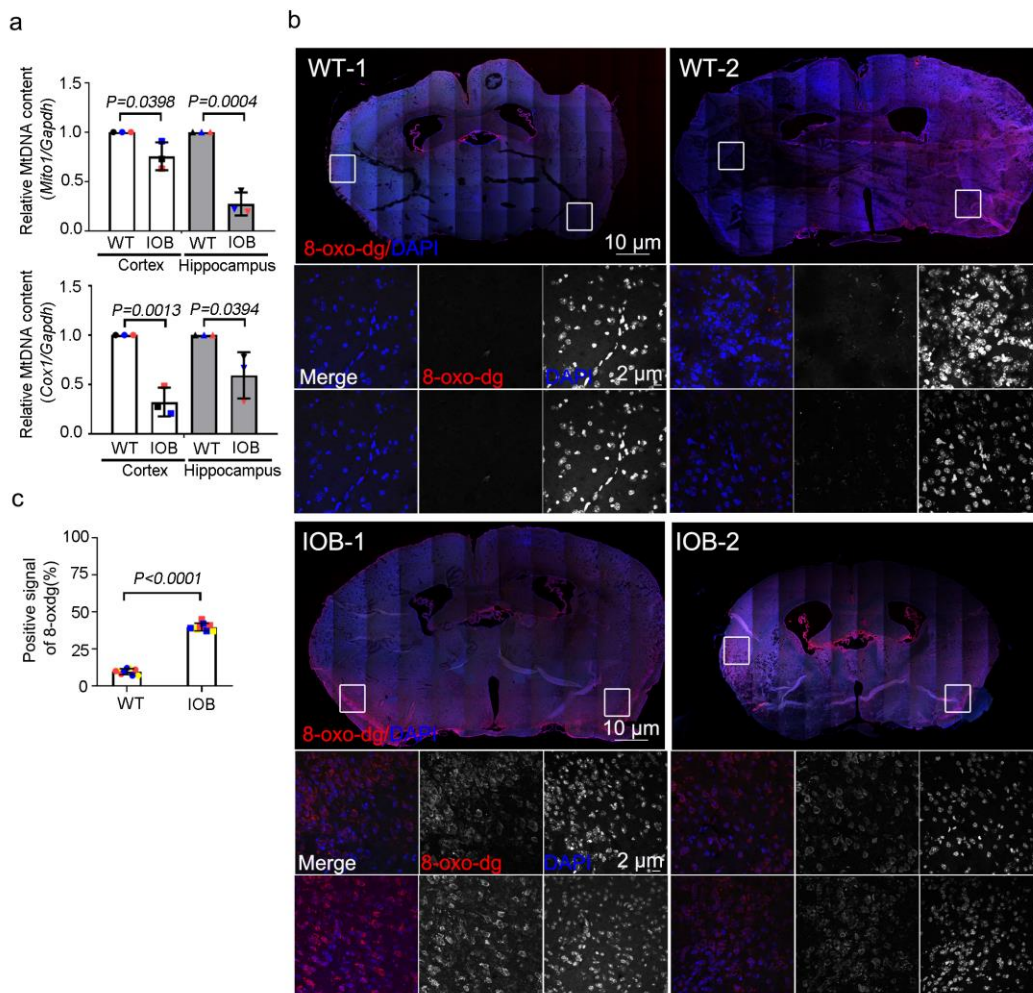 a
Relative MtDNA content
(Mito1/Gapdh)
1.5
1.0
0.5
0.0
P=0.0398
P=0.0004
WT IOB WT IOB
Cortex Hippocampus
Relative MtDNA content
(Cox1/Gapdh)
1.5
1.0
0.5
0.0
P=0.0013
P=0.0394
WT IOB WT IOB
Cortex Hippocampus
b
WT-1
8-oxo-dg/DAPI
10 µm
WT-2
Merge
8-oxo-dg
DAPI
2 µm
IOB-1
8-oxo-dg/DAPI
10 µm
IOB-2
Merge
8-oxo-dg
DAPI
2 µm
c
Positive signal
of 8-oxdg(%)
100
75
50
25
0
P<0.0001
WT IOB